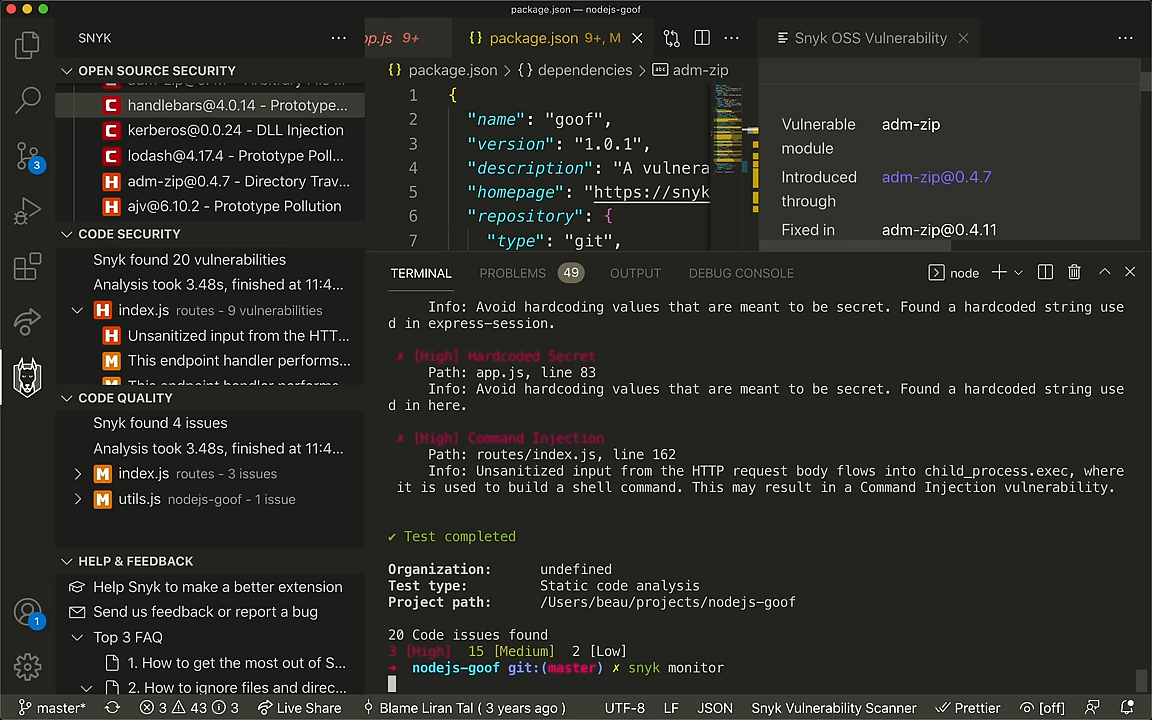 package.json — nodejs-goof
SNYK
OPEN SOURCE SECURITY
handlebars@4.0.14 - Prototype...
kerberos@0.0.24 - DLL Injection
lodash@4.17.4 - Prototype Poll...
adm-zip@0.4.7 - Directory Trav...
ajv@6.10.2 - Prototype Pollution
CODE SECURITY
Snyk found 20 vulnerabilities
Analysis took 3.48s, finished at 11:4...
index.js routes - 9 vulnerabilities
Unsanitized input from the HTT...
This endpoint handler performs...
This endpoint handler performs...
CODE QUALITY
Snyk found 4 issues
Analysis took 3.48s, finished at 11:4...
index.js routes - 3 issues
utils.js nodejs-goof - 1 issue
HELP & FEEDBACK
Help Snyk to make a better extension
Send us feedback or report a bug
Top 3 FAQ
1. How to get the most out of S...
2. How to ignore files and direc...
pp.js 9+
{} package.json 9+, M
Snyk OSS Vulnerability
{} package.json > {} dependencies > adm-zip
1 {
2 "name": "goof",
3 "version": "1.0.1",
4 "description": "A vulnera
5 "homepage": "https://snyk
6 "repository": {
7 "type": "git",
Vulnerable module adm-zip
Introduced through adm-zip@0.4.7
Fixed in adm-zip@0.4.11
TERMINAL PROBLEMS 49 OUTPUT DEBUG CONSOLE node
Info: Avoid hardcoding values that are meant to be secret. Found a hardcoded string use
d in express-session.
✗ [High] Hardcoded Secret
Path: app.js, line 83
Info: Avoid hardcoding values that are meant to be secret. Found a hardcoded string use
d in here.
✗ [High] Command Injection
Path: routes/index.js, line 162
Info: Unsanitized input from the HTTP request body flows into child_process.exec, where
it is used to build a shell command. This may result in a Command Injection vulnerability.
✔ Test completed
Organization: undefined
Test type: Static code analysis
Project path: /Users/beau/projects/nodejs-goof
20 Code issues found
3 [High] 15 [Medium] 2 [Low]
➜ nodejs-goof git:(master) ✗ snyk monitor
3
1
master* 3 43 3 Live Share Blame Liran Tal ( 3 years ago ) UTF-8 LF JSON Snyk Vulnerability Scanner Prettier [off]